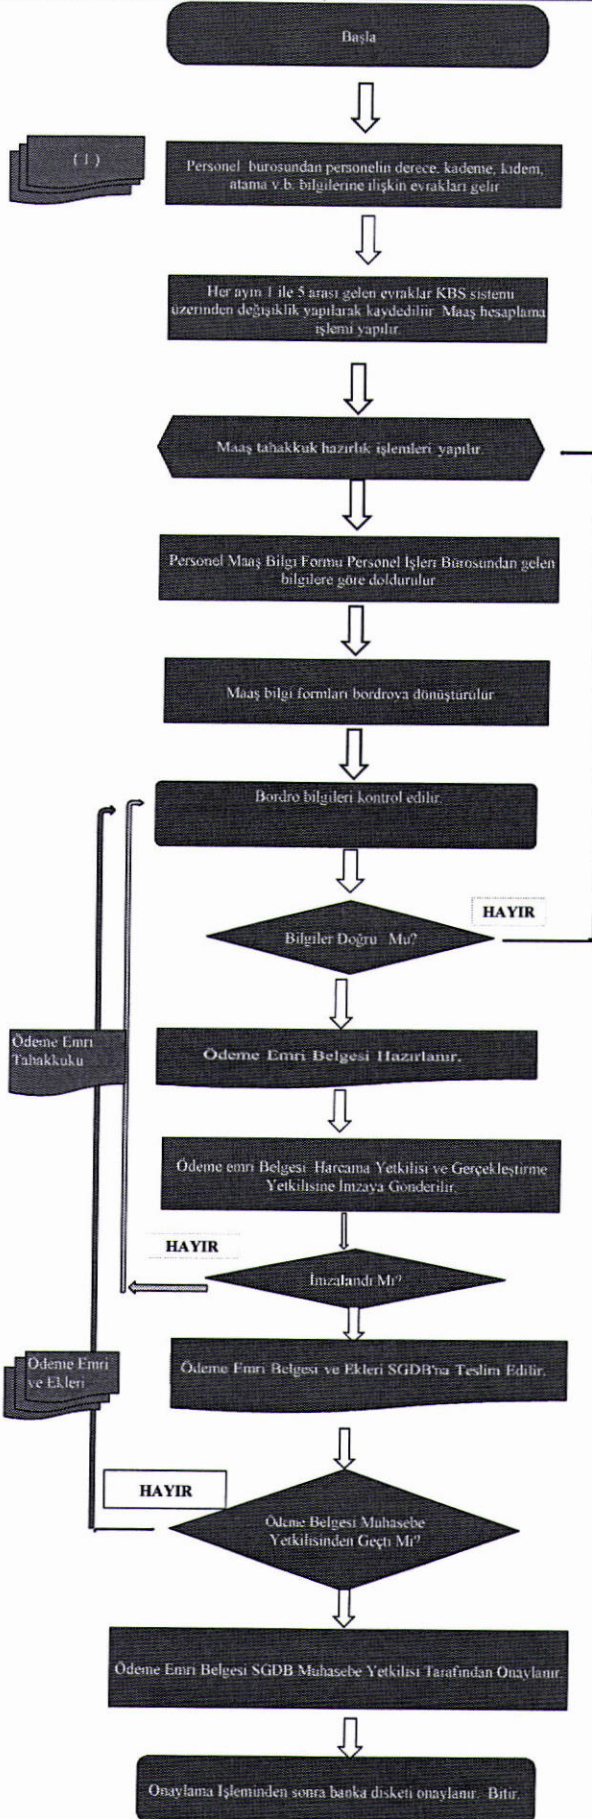 Başla
( 1 )
Personel bürosundan personelin derece, kademe, kıdem,
atama v.b. bilgilerine ilişkin evrakları gelir
Her ayın 1 ile 5 arası gelen evraklar KBS sistemi
üzerinden değişiklik yapılarak kaydedilir Maaş hesaplama
işlemi yapılır.
Maaş tahakkuk hazırlık işlemleri yapılır.
Personel Maaş Bilgi Formu Personel İşleri Bürosundan gelen
bilgilere göre doldurulur
Maaş bilgi formları bordroya dönüştürülür
Bordro bilgileri kontrol edilir.
Bilgiler Doğru Mu?
HAYIR
Ödeme Emri
Tahakkuku
Ödeme Emri Belgesi Hazırlanır.
Ödeme emri Belgesi Harcama Yetkilisi ve Gerçekleştirme
Yetkilisine İmzaya Gönderilir.
HAYIR
İmzalandı Mı?
Ödeme Emri
ve Ekleri
Ödeme Emri Belgesi ve Ekleri SGDB'na Teslim Edilir.
HAYIR
Ödeme Belgesi Muhasebe
Yetkilisinden Geçti Mi?
Ödeme Emri Belgesi SGDB Muhasebe Yetkilisi Tarafından Onaylanır.
Onaylama İşleminden sonra banka disketi onaylanır. Bitir.